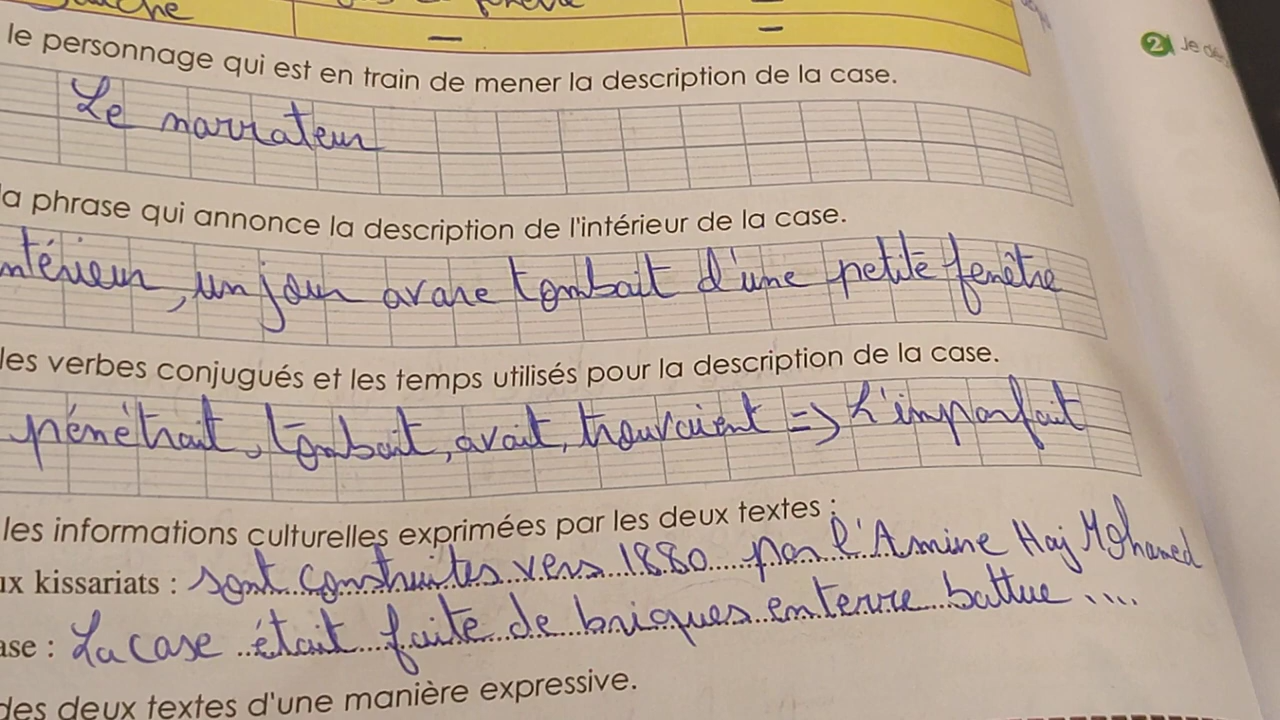 fenêtre
le personnage qui est en train de mener la description de la case.
Le narrateur
la phrase qui annonce la description de l'intérieur de la case.
ntérieur, un jour avare tombait d'une petite fenêtre
les verbes conjugués et les temps utilisés pour la description de la case.
pénétrait, tombait, avait, trouvaient => L'imparfait
les informations culturelles exprimées par les deux textes :
ux kissariats : sont construites vers 1880 par l'Amine Haj Mohamed
ase : La case était faite de briques en terre battue ....
des deux textes d'une manière expressive.
2 Je dé